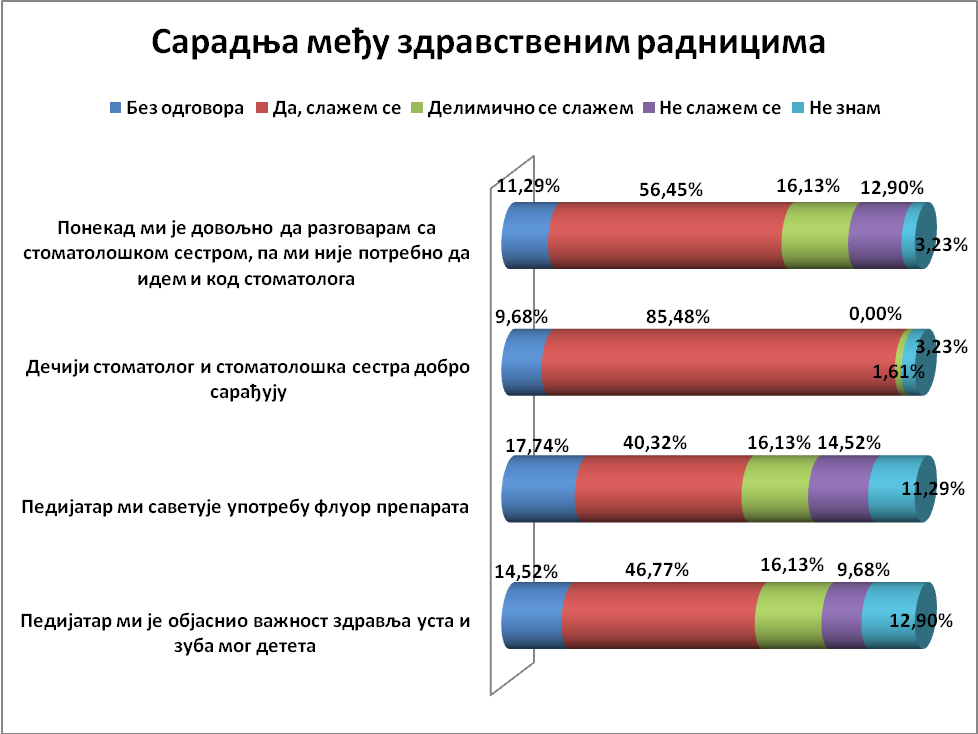 Сарадња међу здравственим радницима
Без одговора Да, слажем се Делимично се слажем Не слажем се Не знам
11,29% 56,45% 16,13% 12,90% 3,23%
Понекад ми је довољно да разговарам са
стоматолошком сестром, па ми није потребно да
идем и код стоматолога
9,68% 85,48% 1,61% 0,00% 3,23%
Дечији стоматолог и стоматолошка сестра добро
сарађују
17,74% 40,32% 16,13% 14,52% 11,29%
Педијатар ми саветује употребу флуор препарата
14,52% 46,77% 16,13% 9,68% 12,90%
Педијатар ми је објаснио важност здравља уста и
зуба мог детета